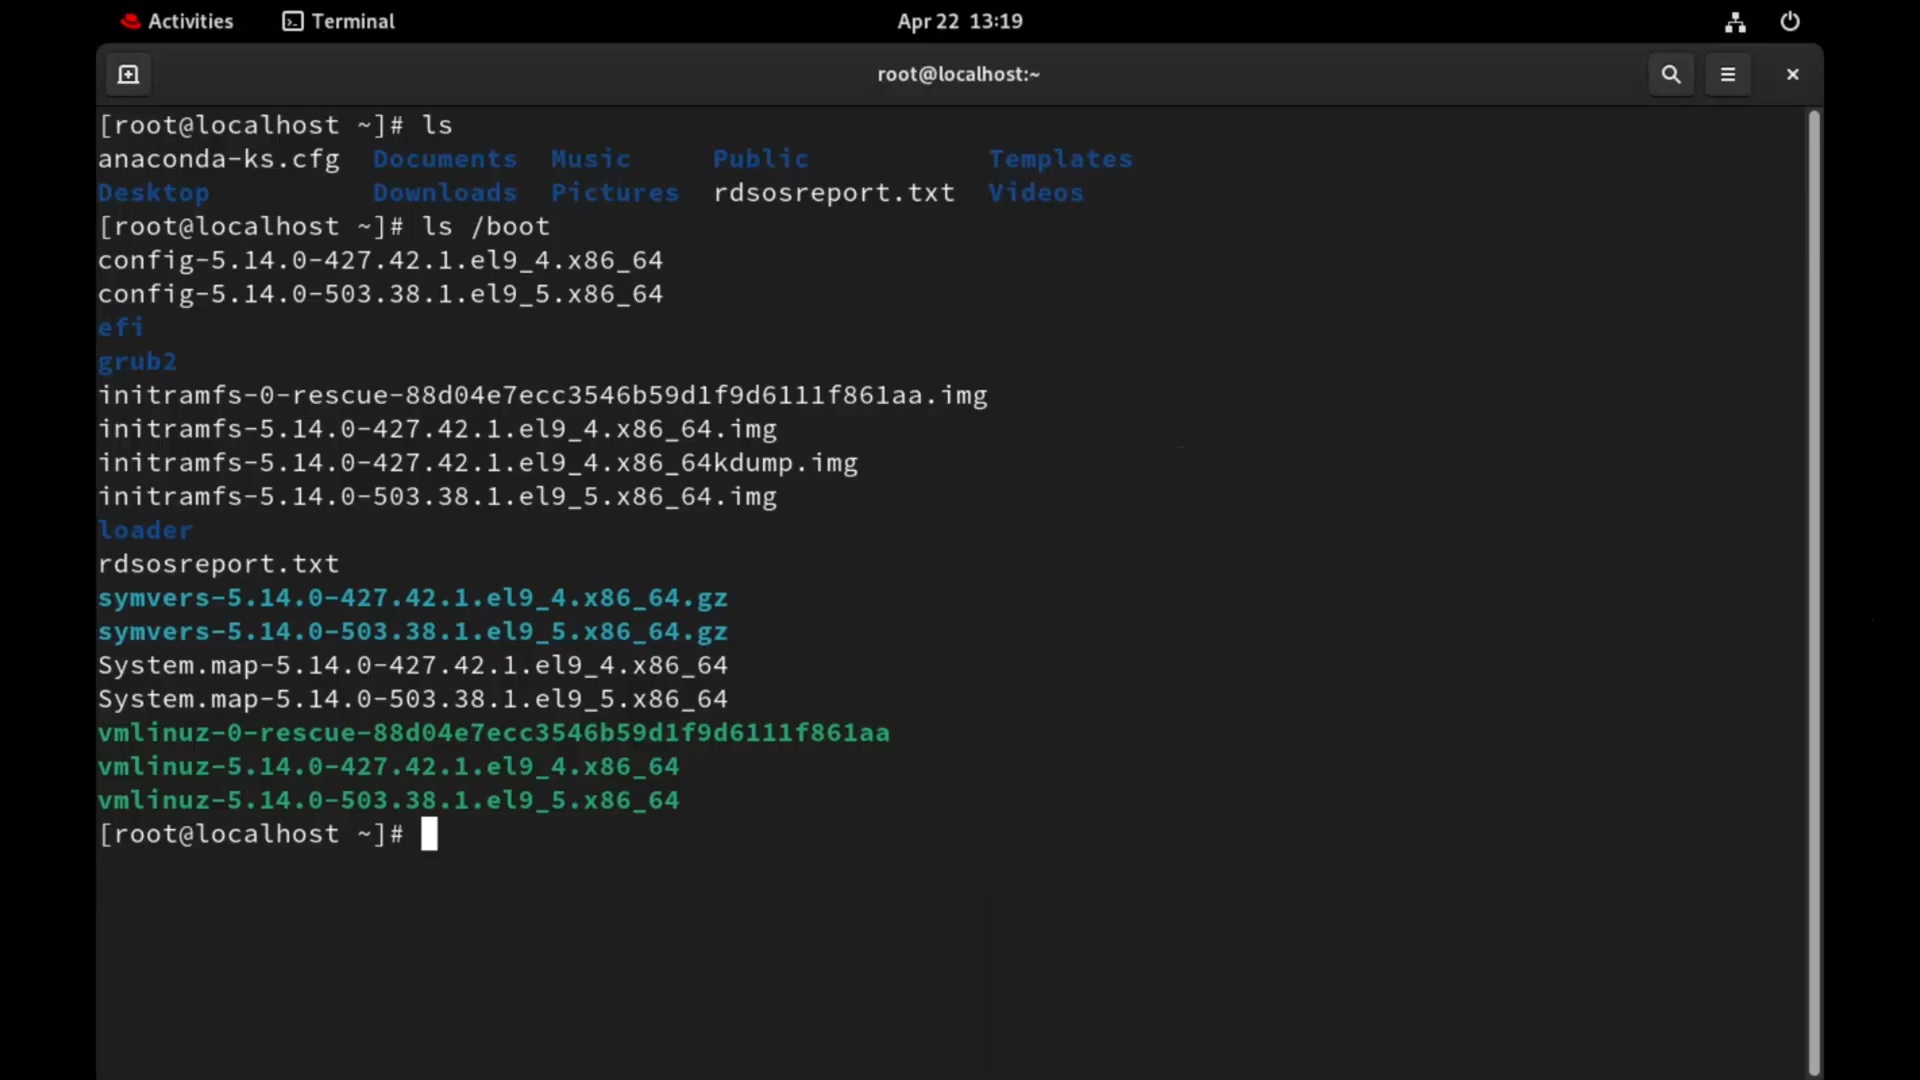 Activities Terminal Apr 22 13:19
root@localhost:~
[root@localhost ~]# ls
anaconda-ks.cfg Documents Music Public Templates
Desktop Downloads Pictures rdsosreport.txt Videos
[root@localhost ~]# ls /boot
config-5.14.0-427.42.1.el9_4.x86_64
config-5.14.0-503.38.1.el9_5.x86_64
efi
grub2
initramfs-0-rescue-88d04e7ecc3546b59d1f9d6111f861aa.img
initramfs-5.14.0-427.42.1.el9_4.x86_64.img
initramfs-5.14.0-427.42.1.el9_4.x86_64kdump.img
initramfs-5.14.0-503.38.1.el9_5.x86_64.img
loader
rdsosreport.txt
symvers-5.14.0-427.42.1.el9_4.x86_64.gz
symvers-5.14.0-503.38.1.el9_5.x86_64.gz
System.map-5.14.0-427.42.1.el9_4.x86_64
System.map-5.14.0-503.38.1.el9_5.x86_64
vmlinuz-0-rescue-88d04e7ecc3546b59d1f9d6111f861aa
vmlinuz-5.14.0-427.42.1.el9_4.x86_64
vmlinuz-5.14.0-503.38.1.el9_5.x86_64
[root@localhost ~]#